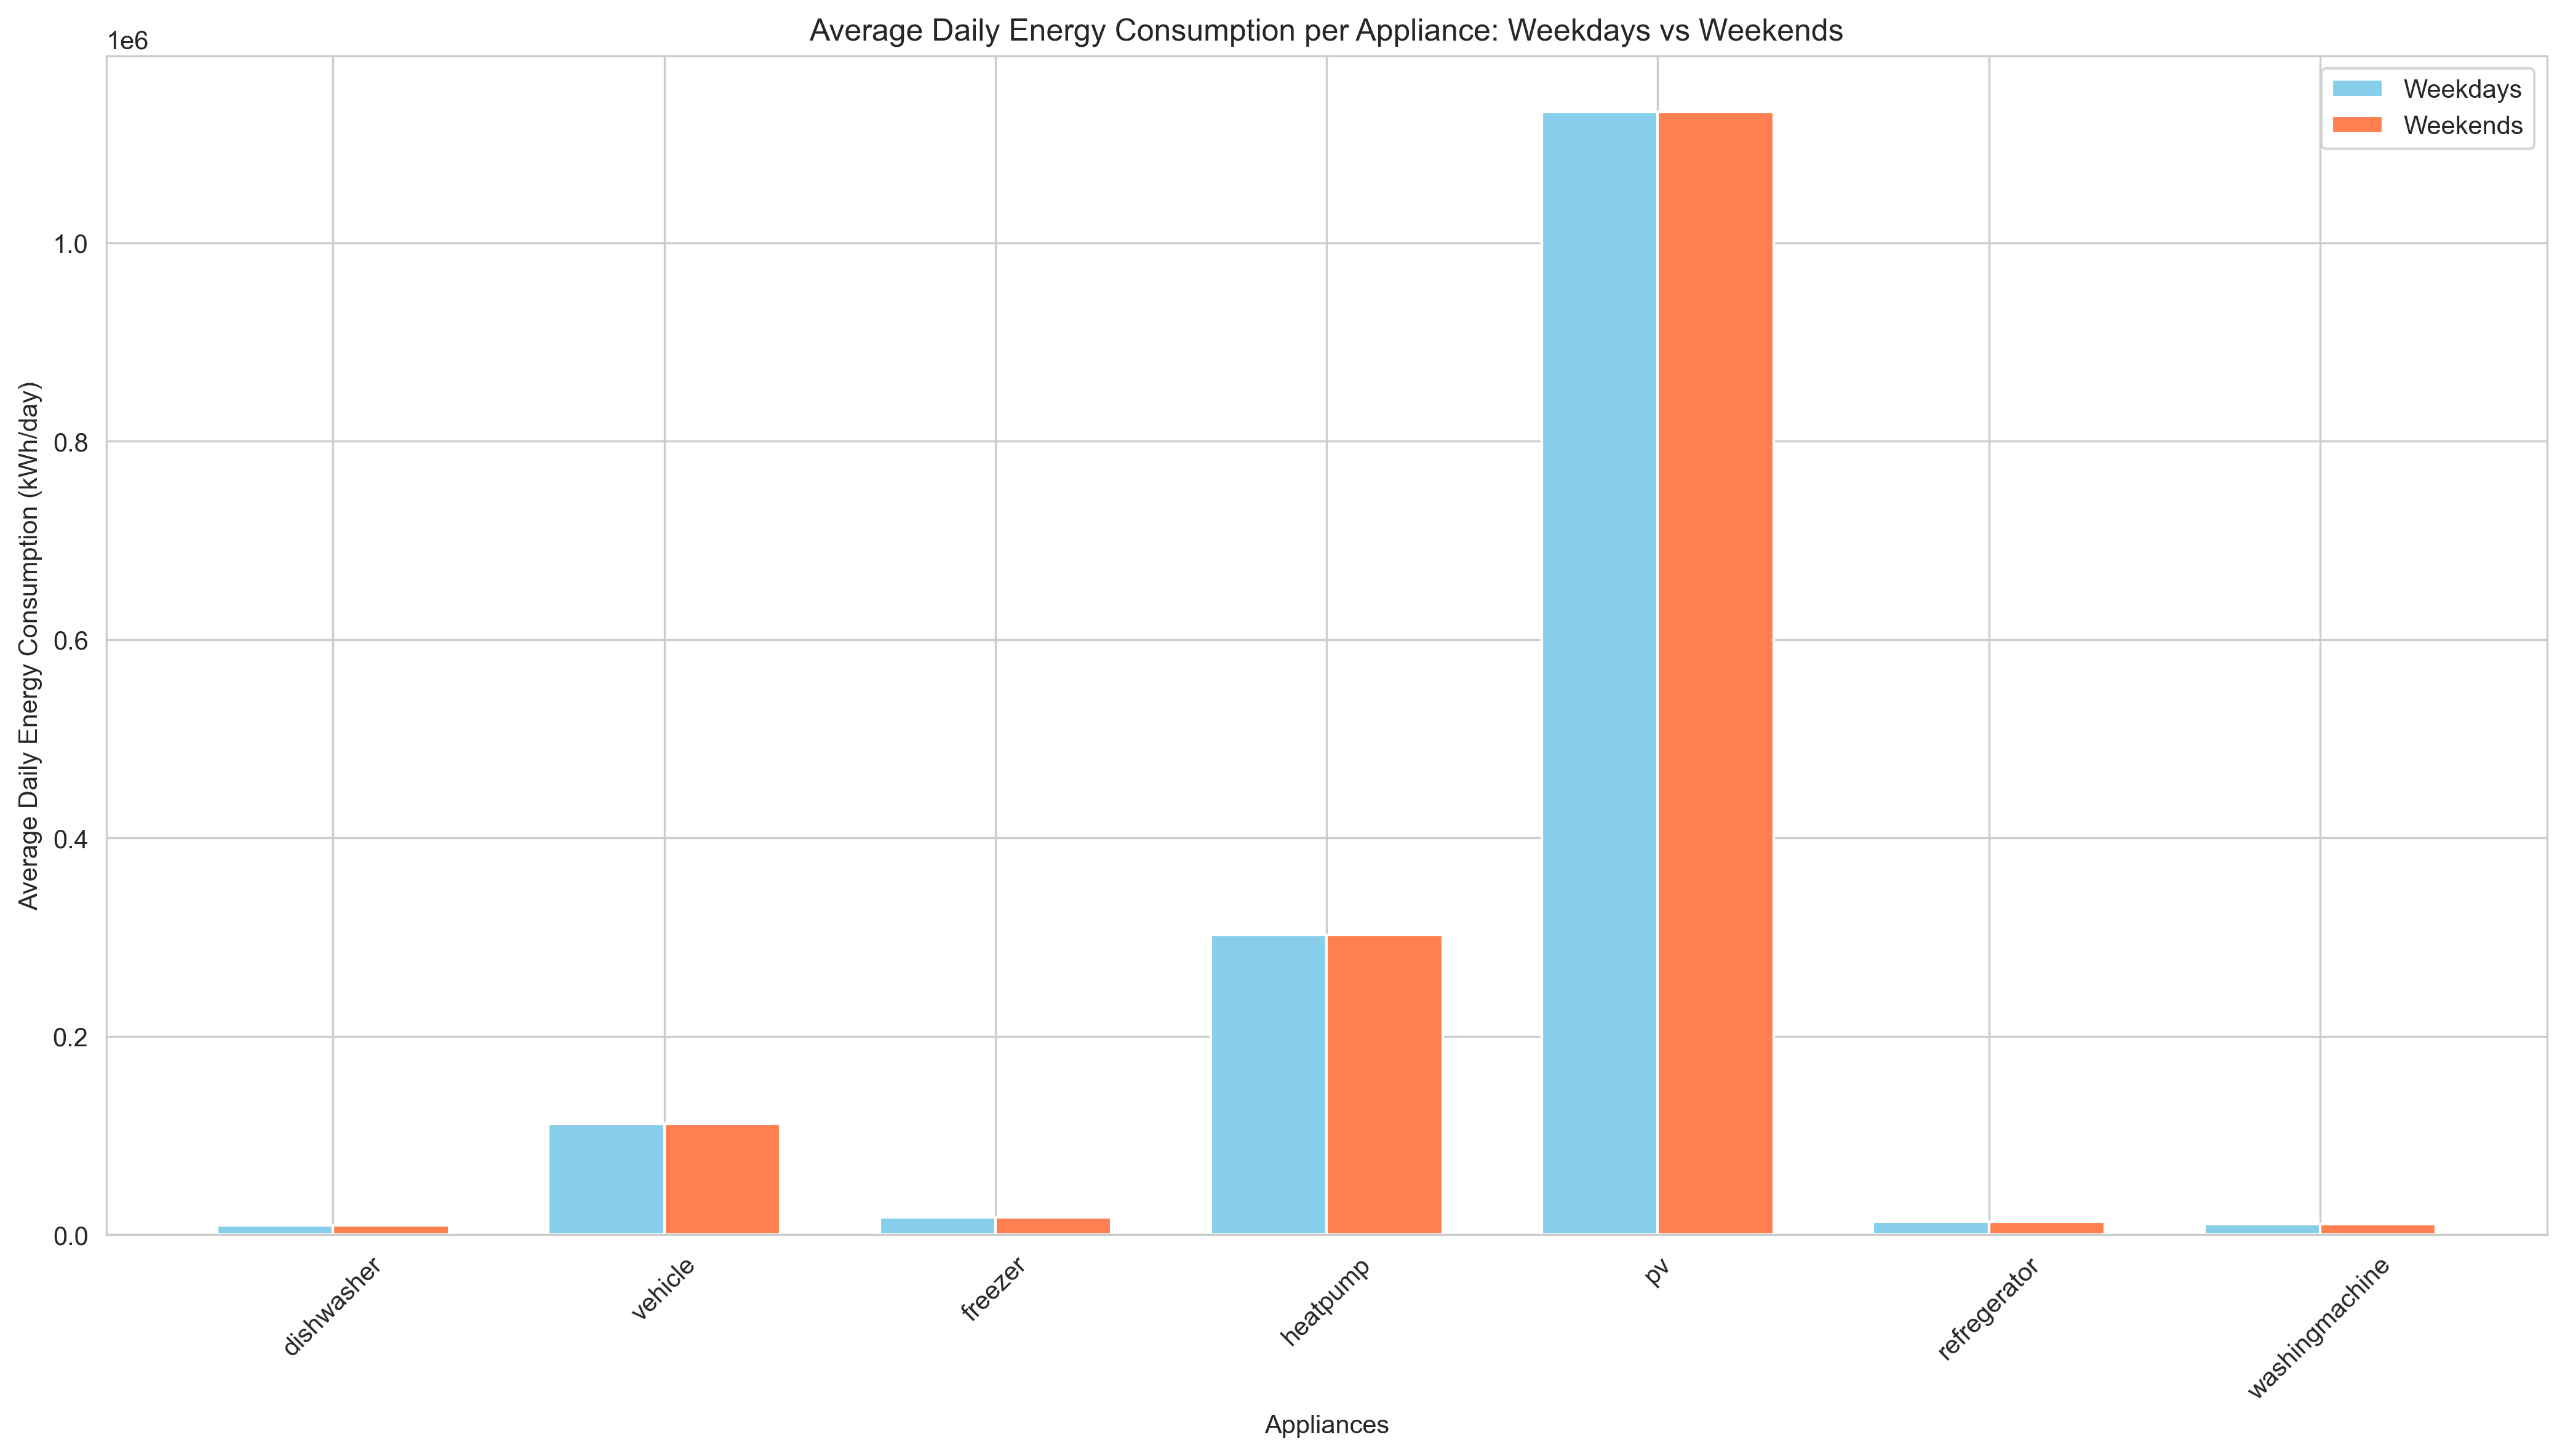 Average Daily Energy Consumption per Appliance: Weekdays vs Weekends
1e6
Weekdays
Weekends
1.0
0.8
0.6
0.4
0.2
0.0
Average Daily Energy Consumption (kWh/day)
dishwasher
vehicle
freezer
heatpump
pv
refregerator
washingmachine
Appliances